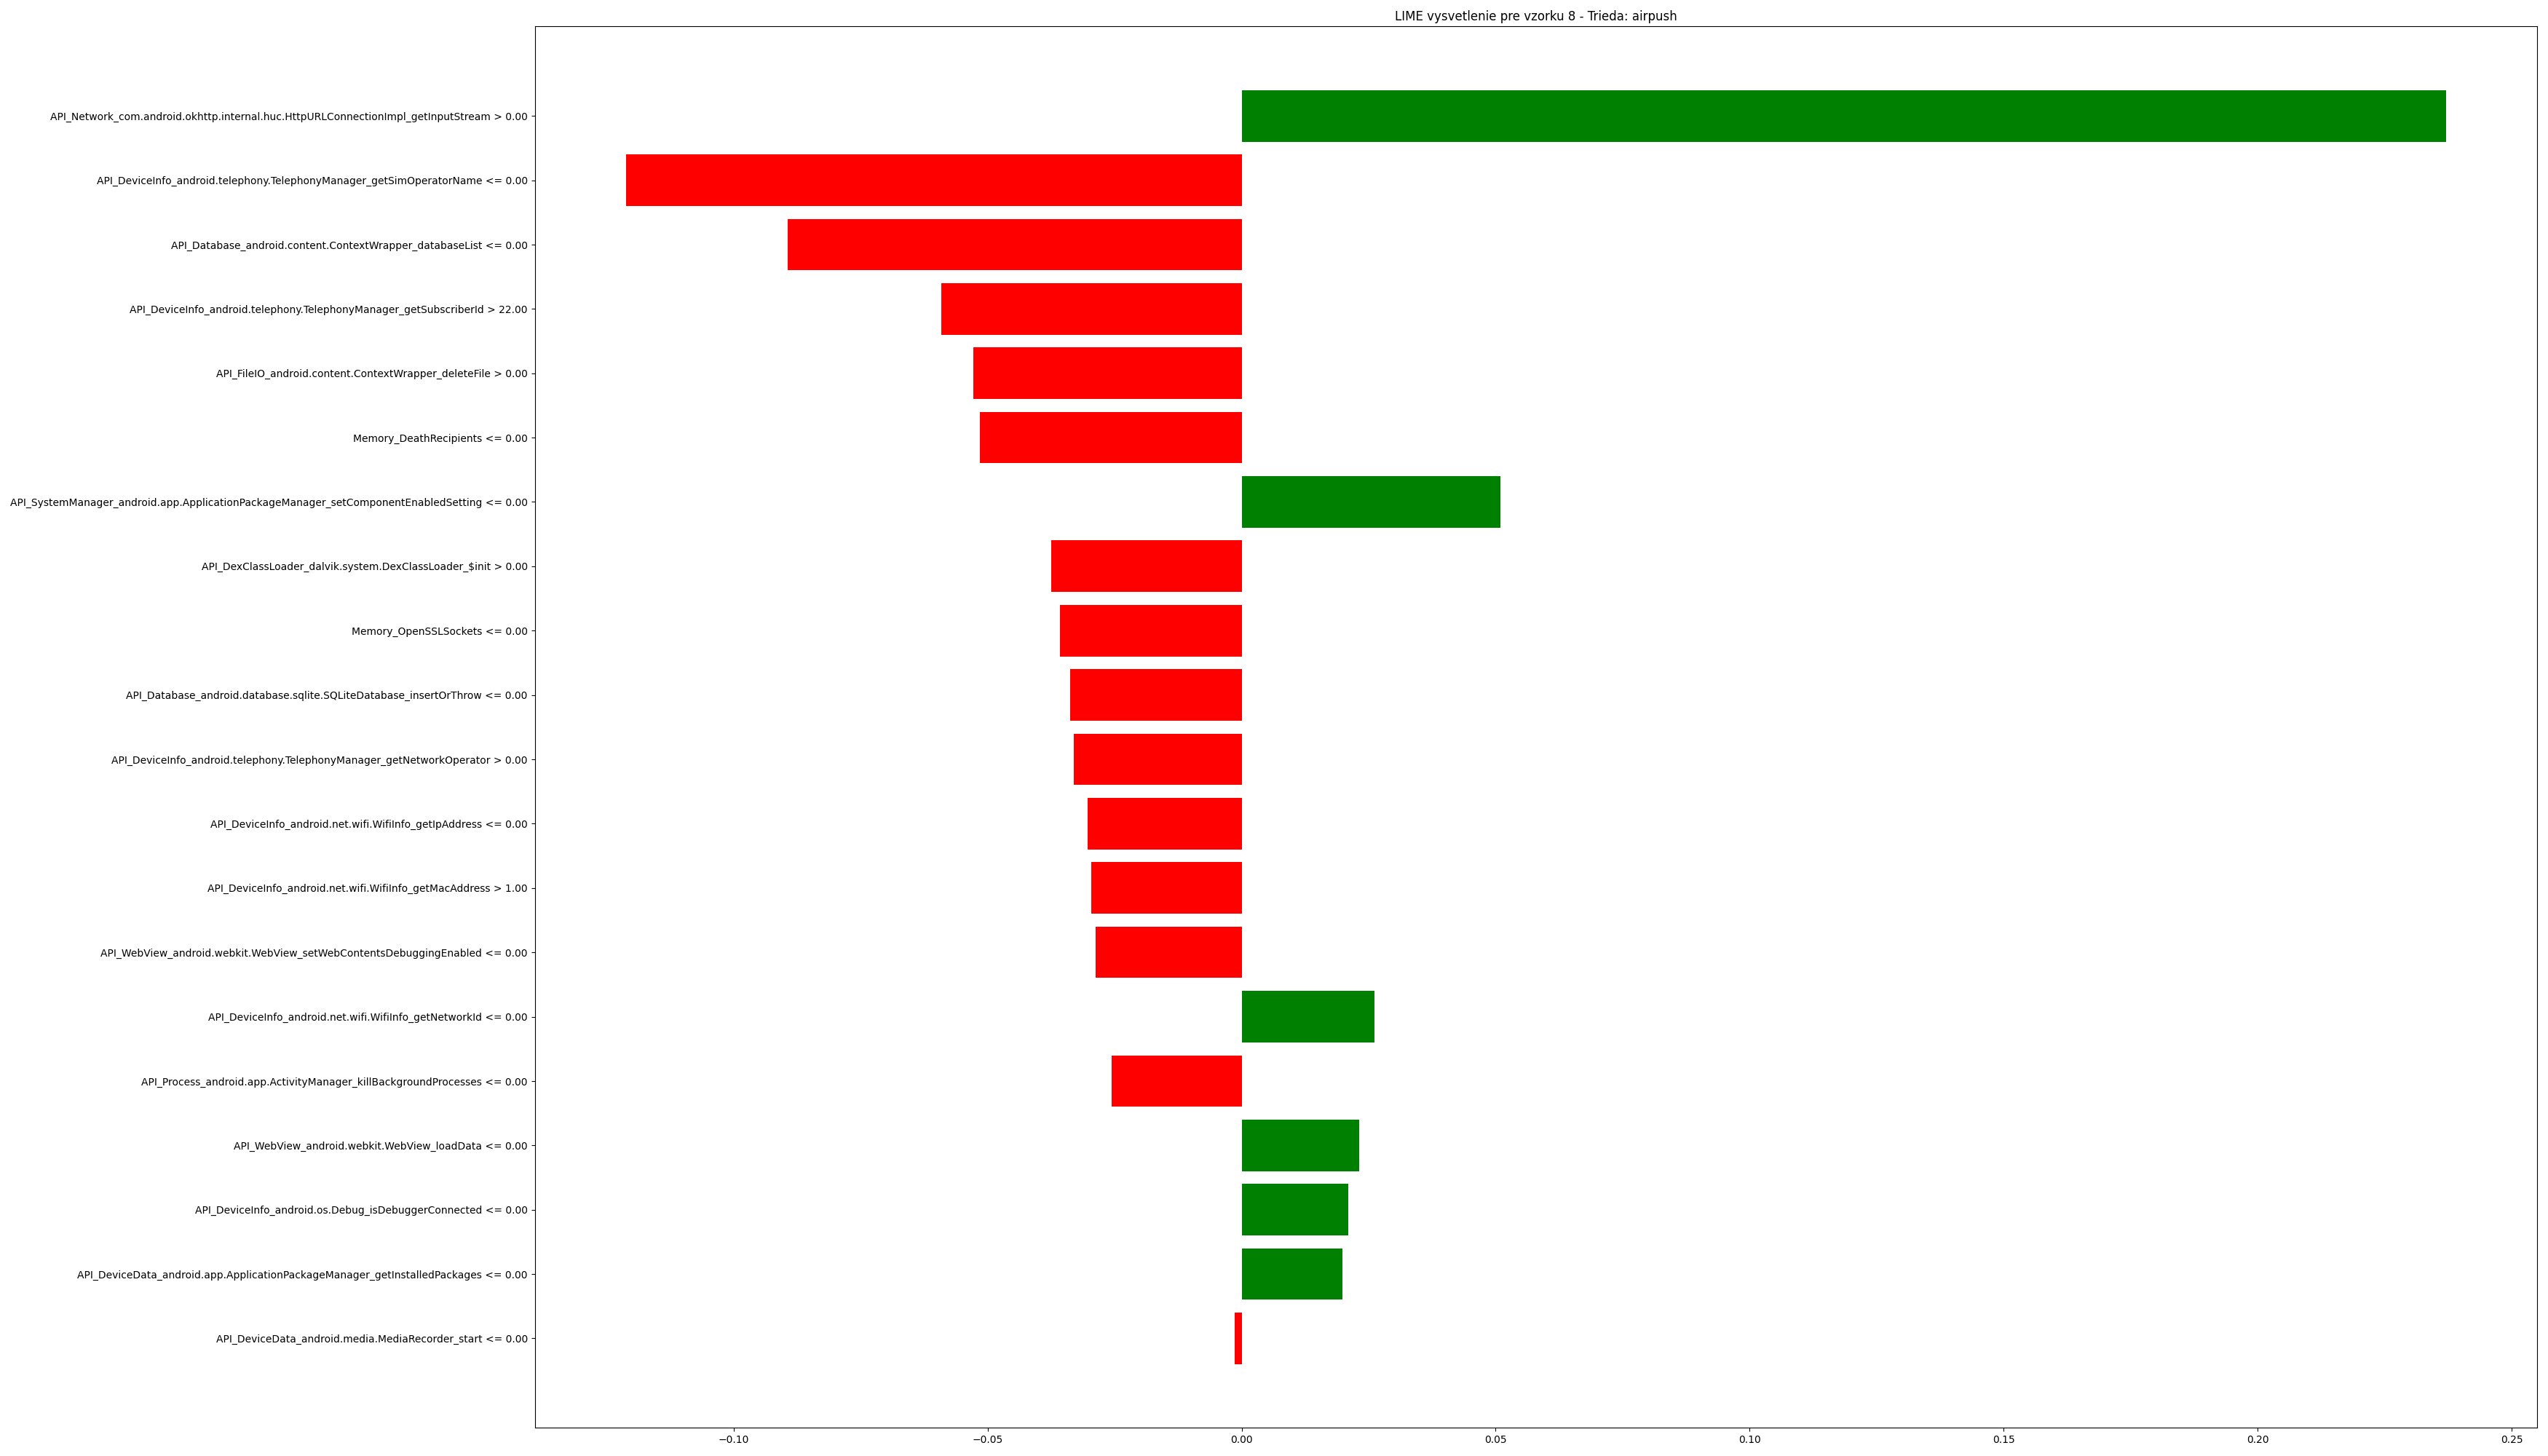 LIME vysvetlenie pre vzorku 8 - Trieda: airpush
API_Network_com.android.okhttp.internal.huc.HttpURLConnectionImpl_getInputStream > 0.00
API_DeviceInfo_android.telephony.TelephonyManager_getSimOperatorName <= 0.00
API_Database_android.content.ContextWrapper_databaseList <= 0.00
API_DeviceInfo_android.telephony.TelephonyManager_getSubscriberId > 22.00
API_FileIO_android.content.ContextWrapper_deleteFile > 0.00
Memory_DeathRecipients <= 0.00
API_SystemManager_android.app.ApplicationPackageManager_setComponentEnabledSetting <= 0.00
API_DexClassLoader_dalvik.system.DexClassLoader_$init > 0.00
Memory_OpenSSLSockets <= 0.00
API_Database_android.database.sqlite.SQLiteDatabase_insertOrThrow <= 0.00
API_DeviceInfo_android.telephony.TelephonyManager_getNetworkOperator > 0.00
API_DeviceInfo_android.net.wifi.WifiInfo_getIpAddress <= 0.00
API_DeviceInfo_android.net.wifi.WifiInfo_getMacAddress > 1.00
API_WebView_android.webkit.WebView_setWebContentsDebuggingEnabled <= 0.00
API_DeviceInfo_android.net.wifi.WifiInfo_getNetworkId <= 0.00
API_Process_android.app.ActivityManager_killBackgroundProcesses <= 0.00
API_WebView_android.webkit.WebView_loadData <= 0.00
API_DeviceInfo_android.os.Debug_isDebuggerConnected <= 0.00
API_DeviceData_android.app.ApplicationPackageManager_getInstalledPackages <= 0.00
API_DeviceData_android.media.MediaRecorder_start <= 0.00
−0.10 −0.05 0.00 0.05 0.10 0.15 0.20 0.25